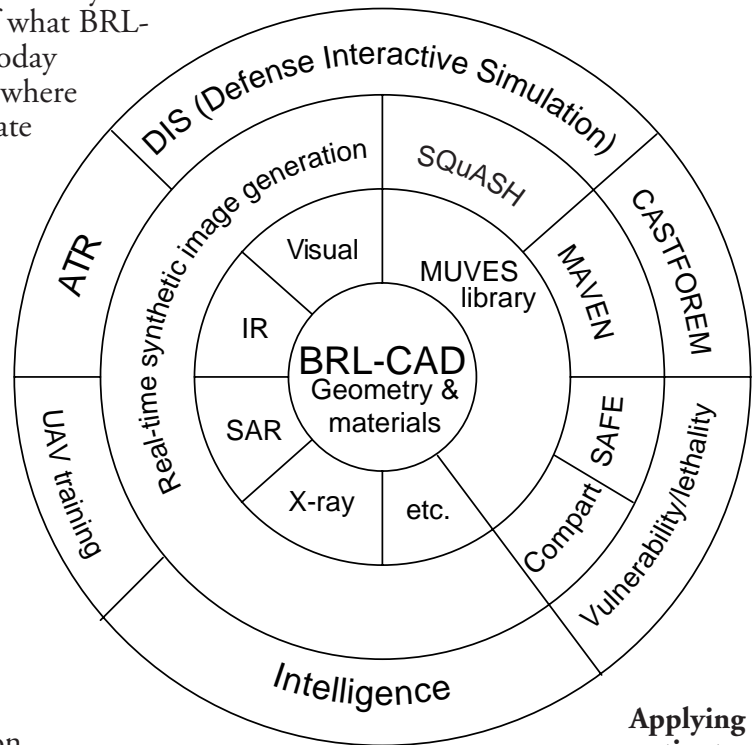 what BRL-
oday
where
ate
DIS (Defense Interactive Simulation)
ATR
CASTFOREM
UAV training
Vulnerability/lethality
Intelligence
Real-time synthetic image generation
SQuASH
MAVEN
SAFE
Compart
Visual
IR
SAR
X-ray
etc.
MUVES
library
BRL-CAD
Geometry &
materials
Applying